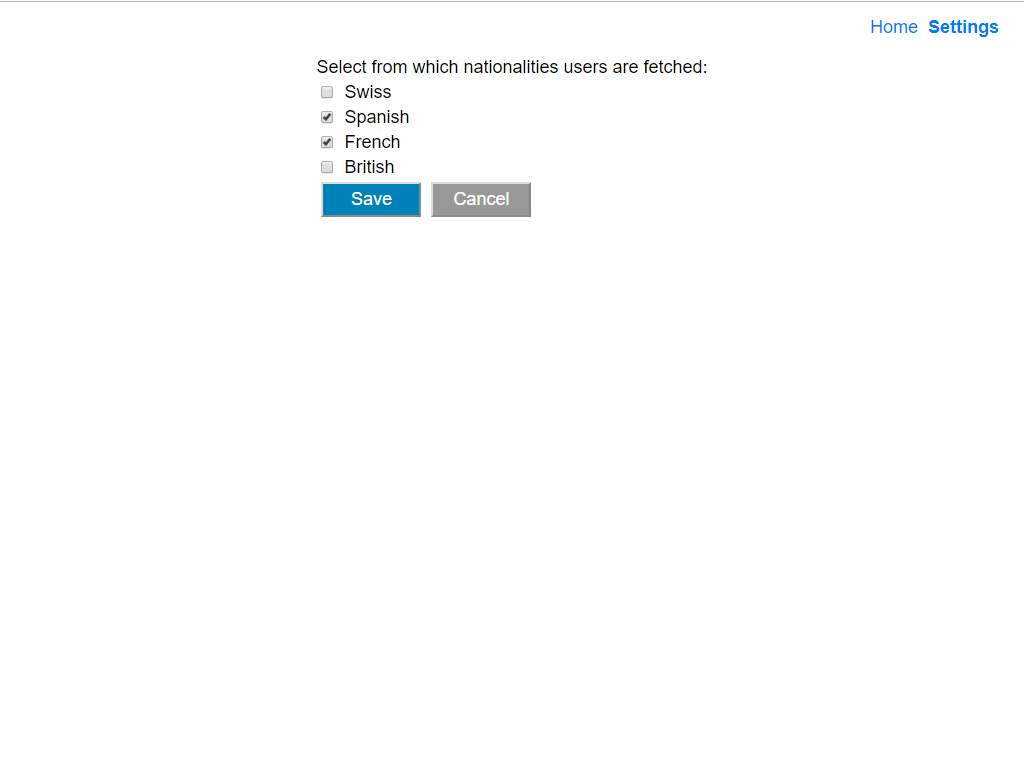 Home Settings
Select from which nationalities users are fetched:
Swiss
Spanish
French
British
Save Cancel